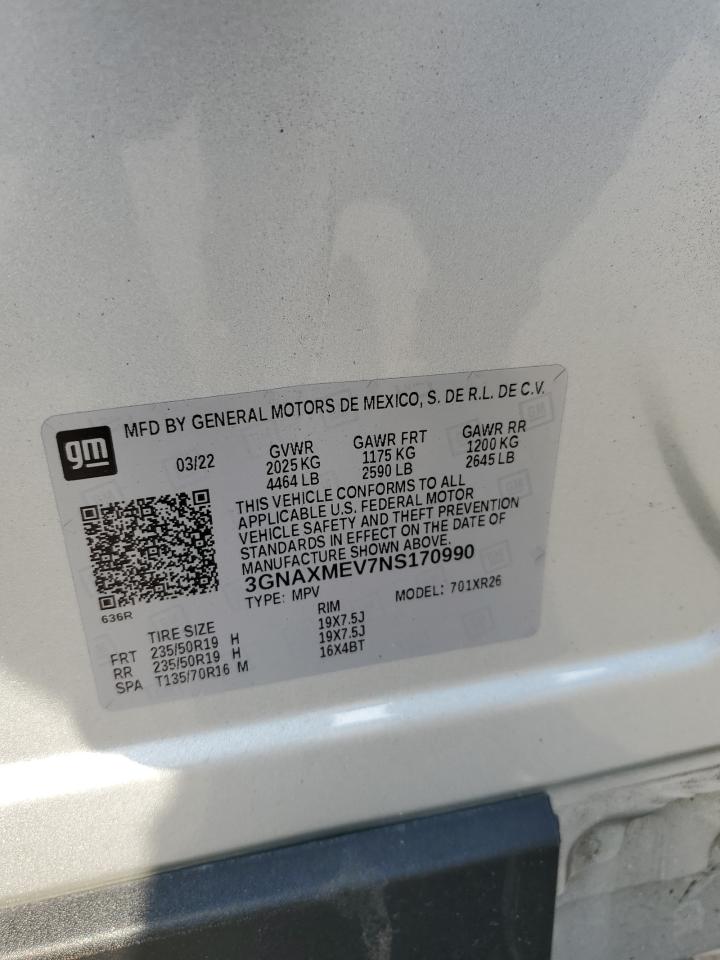 gm
MFD BY GENERAL MOTORS DE MEXICO, S. DE R.L. DE C.V.
03/22 GVWR GAWR FRT GAWR RR
2025 KG 1175 KG 1200 KG
4464 LB 2590 LB 2645 LB
THIS VEHICLE CONFORMS TO ALL
APPLICABLE U.S. FEDERAL MOTOR
VEHICLE SAFETY AND THEFT PREVENTION
STANDARDS IN EFFECT ON THE DATE OF
MANUFACTURE SHOWN ABOVE.
3GNAXMEV7NS170990
TYPE: MPV MODEL: 701XR26
636R
TIRE SIZE RIM
FRT 235/50R19 H 19X7.5J
RR 235/50R19 H 19X7.5J
SPA T135/70R16 M 16X4BT